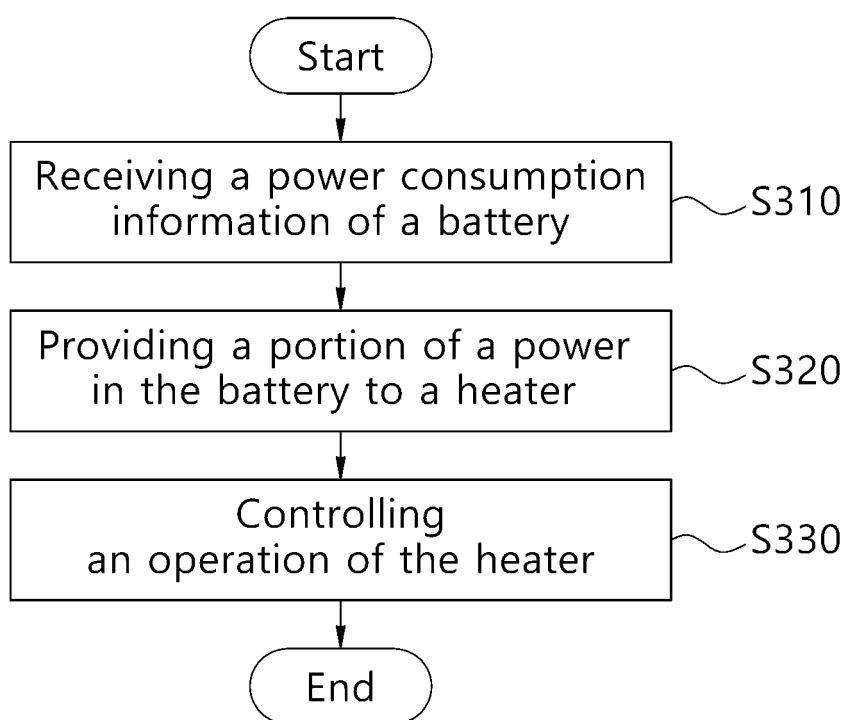 Start
Receiving a power consumption
information of a battery
S310
Providing a portion of a power
in the battery to a heater
S320
Controlling
an operation of the heater
S330
End